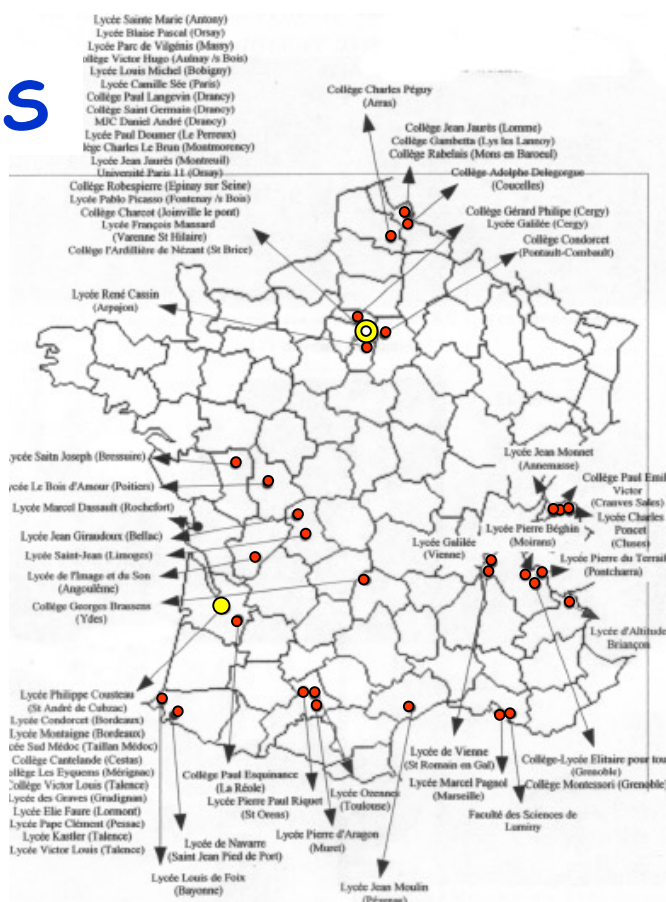 s
Lycée Sainte Marie (Antony)
Lycée Blaise Pascal (Orsay)
Lycée Parc de Vilgénis (Massy)
ollège Victor Hugo (Aulnay /s Bois)
Lycée Louis Michel (Bobigny)
Lycée Camille Sée (Paris)
Collège Paul Langevin (Drancy)
Collège Saint Germain (Drancy)
MJC Daniel André (Drancy)
Lycée Paul Doumer (Le Perreux)
lège Charles Le Brun (Montmorency)
Lycée Jean Jaurès (Montreuil)
Université Paris 11 (Orsay)
Collège Robespierre (Epinay sur Seine)
Lycée Pablo Picasso (Fontenay /s Bois)
Collège Charcot (Joinville le pont)
Lycée François Mansard
(Varenne St Hilaire)
Collège l'Ardillière de Nézant (St Brice)
Collège Charles Péguy
(Arras)
Collège Jean Jaurès (Lomme)
Collège Gambetta (Lys les Lannoy)
Collège Rabelais (Mons en Baroeul)
Collège Adolphe Delegorgue
(Coucelles)
Collège Gérard Philipe (Cergy)
Lycée Galilée (Cergy)
Collège Condorcet
(Pontault-Combault)
Lycée René Cassin
(Arpajon)
ycée Saitn Joseph (Bressuire)
ycée Le Bois d'Amour (Poitiers)
Lycée Marcel Dassault (Rochefort)
Lycée Jean Giraudoux (Bellac)
Lycée Saint-Jean (Limoges)
Lycée de l'Image et du Son
(Angoulême)
Collège Georges Brassens
(Ydes)
Lycée Jean Monnet
(Annemasse)
Collège Paul Emil
Victor
(Cranves Sales)
Lycée Charles
Poncet
(Cluses)
Lycée Galilée
(Vienne)
Lycée Pierre Béghin
(Moirans)
Lycée Pierre du Terrail
(Pontcharra)
Lycée d'Altitude
Briançon
Lycée Philippe Cousteau
(St André de Cubzac)
Lycée Condorcet (Bordeaux)
Lycée Montaigne (Bordeaux)
cée Sud Médoc (Taillan Médoc)
Collège Cantelande (Cestas)
ollège Les Eyquems (Mérignac)
Collège Victor Louis (Talence)
Lycée des Graves (Gradignan)
Lycée Elie Faure (Lormont)
Lycée Pape Clément (Pessac)
Lycée Kastler (Talence)
Lycée Victor Louis (Talence)
Collège Paul Esquinance
(La Réole)
Lycée Pierre Paul Riquet
(St Orens)
Lycée Ozennes
(Toulouse)
Lycée Pierre d'Aragon
(Muret)
Lycée de Navarre
(Saint Jean Pied de Port)
Lycée Louis de Foix
(Bayonne)
Lycée Jean Moulin
(Pézenas)
Lycée de Vienne
(St Romain en Gal)
Lycée Marcel Pagnol
(Marseille)
Faculté des Sciences de
Luminy
Collège-Lycée Elitaire pour tou
(Grenoble)
Collège Montessori (Grenoble)